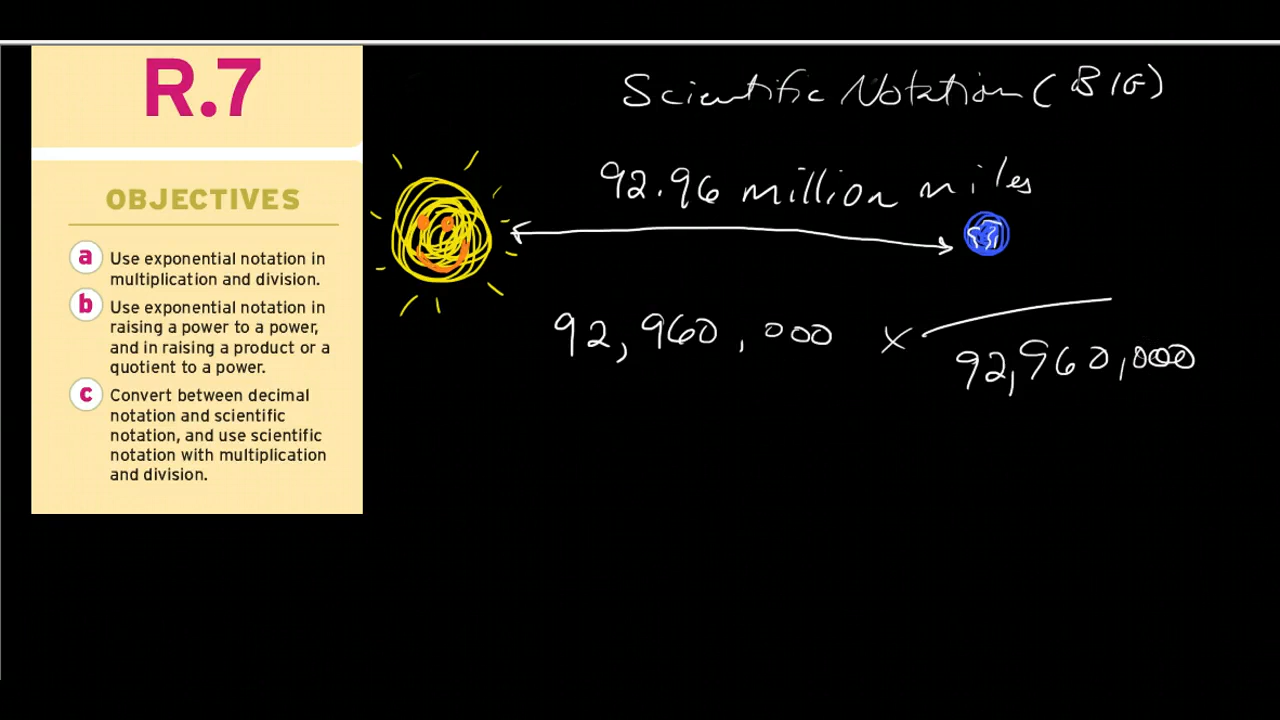 R.7
OBJECTIVES
a Use exponential notation in
multiplication and division.
b Use exponential notation in
raising a power to a power,
and in raising a product or a
quotient to a power.
c Convert between decimal
notation and scientific
notation, and use scientific
notation with multiplication
and division.
Scientific Notation (BIG)
92.96 million miles
92,960,000 ×
92,960,000